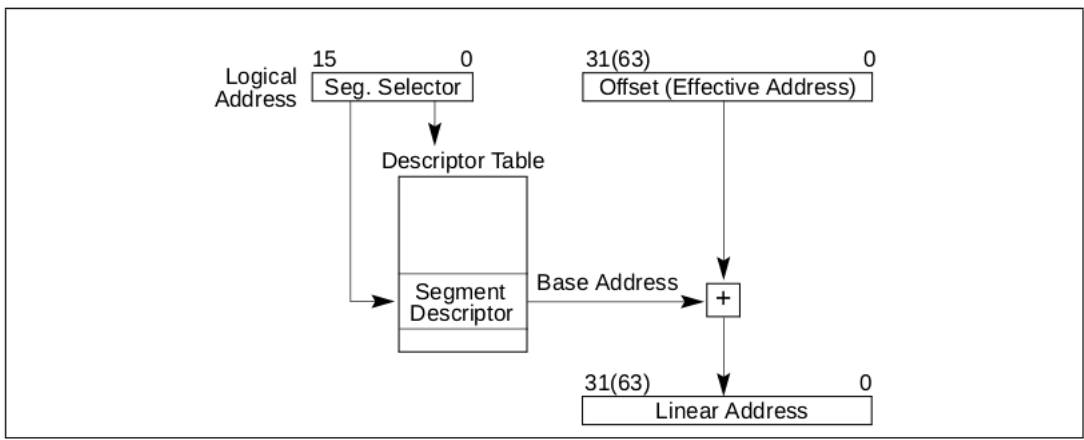 15 0
31(63) 0
Logical
Address
Seg. Selector
Offset (Effective Address)
Descriptor Table
Base Address
Segment
Descriptor
+
31(63) 0
Linear Address